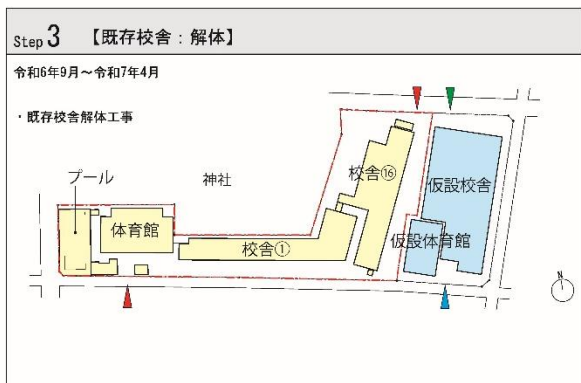 Step 3 【既存校舎：解体】
令和6年9月～令和7年4月
・既存校舎解体工事
プール
神社
校舎⑯
仮設校舎
体育館
仮設体育館
校舎①
N